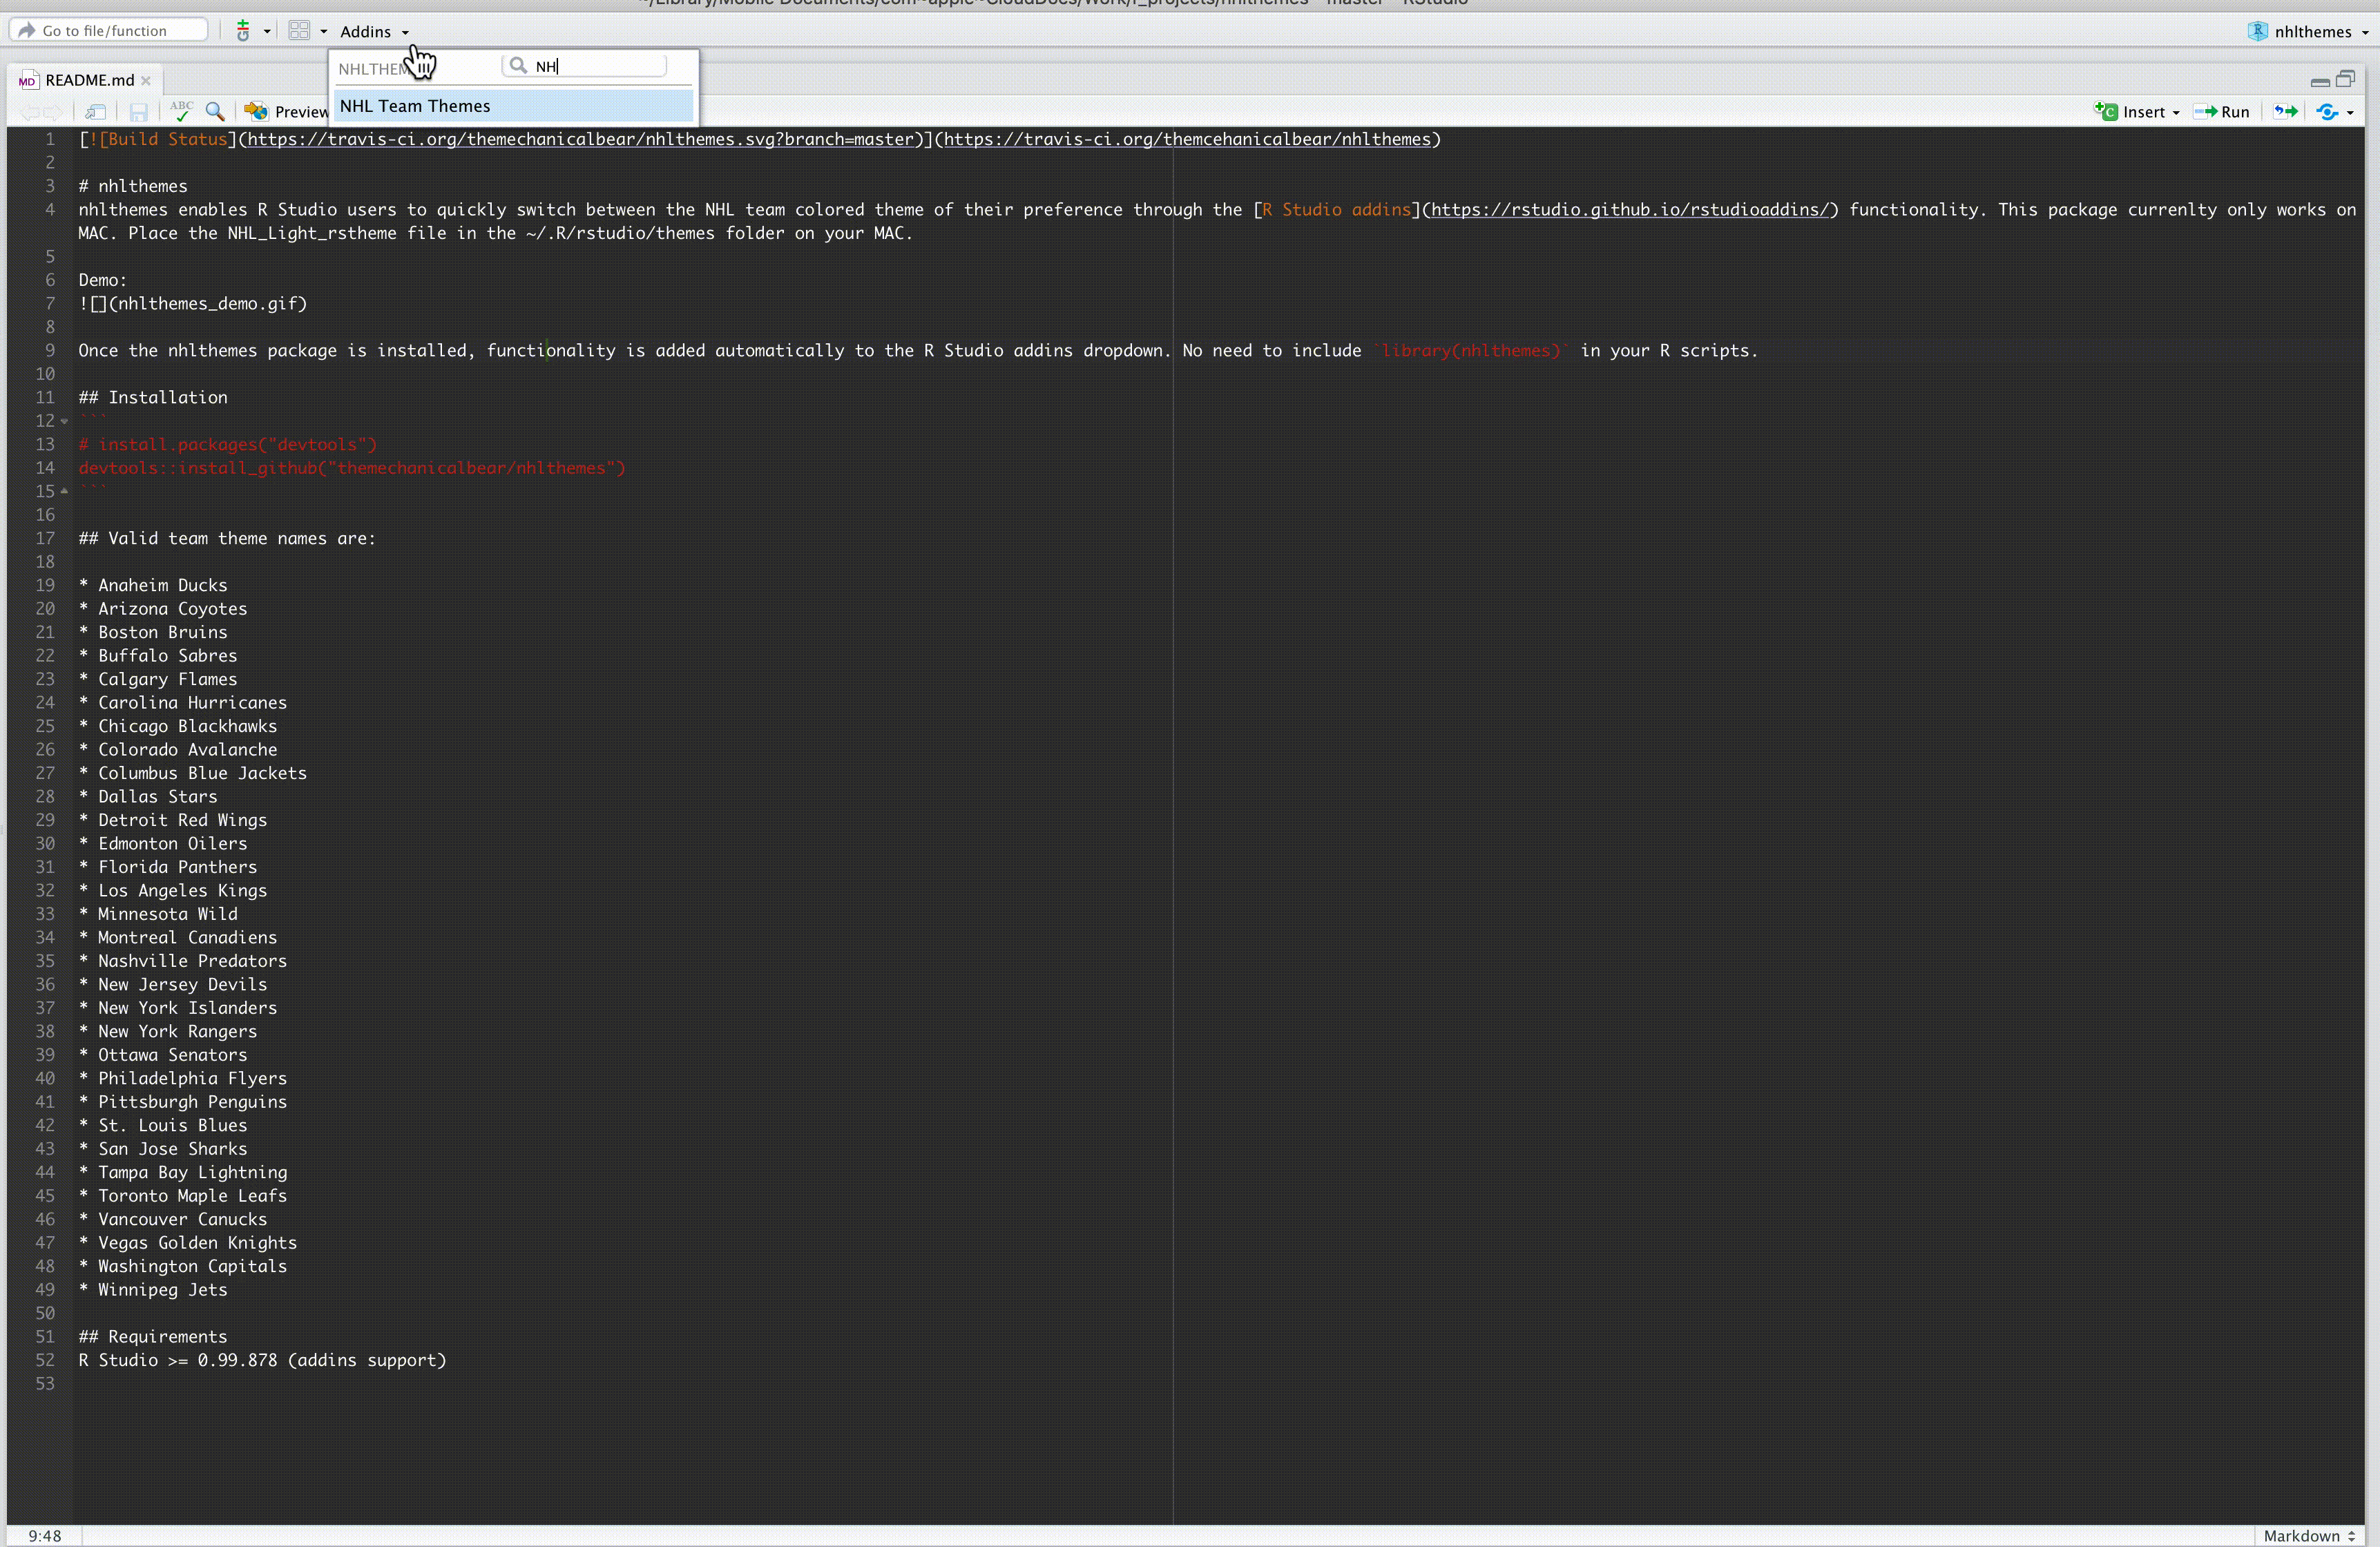 ~/Library/Mobile Documents/com~apple~CloudDocs/Work/r_projects/nhlthemes - master - RStudio
Go to file/function
Addins
nhlthemes
NH
README.md
NHL Team Themes
ABC
Preview
Insert
Run
1 [![Build Status](https://travis-ci.org/themechanicalbear/nhlthemes.svg?branch=master)](https://travis-ci.org/themcehanicalbear/nhlthemes)
2
3 # nhlthemes
4 nhlthemes enables R Studio users to quickly switch between the NHL team colored theme of their preference through the [R Studio addins](https://rstudio.github.io/rstudioaddins/) functionality. This package currenlty only works on
MAC. Place the NHL_Light_rstheme file in the ~/.R/rstudio/themes folder on your MAC.
5
6 Demo:
7 ![](nhlthemes_demo.gif)
8
9 Once the nhlthemes package is installed, functionality is added automatically to the R Studio addins dropdown. No need to include `library(nhlthemes)` in your R scripts.
10
11 ## Installation
12 ```
13 # install.packages("devtools")
14 devtools::install_github("themechanicalbear/nhlthemes")
15 ```
16
17 ## Valid team theme names are:
18
19 * Anaheim Ducks
20 * Arizona Coyotes
21 * Boston Bruins
22 * Buffalo Sabres
23 * Calgary Flames
24 * Carolina Hurricanes
25 * Chicago Blackhawks
26 * Colorado Avalanche
27 * Columbus Blue Jackets
28 * Dallas Stars
29 * Detroit Red Wings
30 * Edmonton Oilers
31 * Florida Panthers
32 * Los Angeles Kings
33 * Minnesota Wild
34 * Montreal Canadiens
35 * Nashville Predators
36 * New Jersey Devils
37 * New York Islanders
38 * New York Rangers
39 * Ottawa Senators
40 * Philadelphia Flyers
41 * Pittsburgh Penguins
42 * St. Louis Blues
43 * San Jose Sharks
44 * Tampa Bay Lightning
45 * Toronto Maple Leafs
46 * Vancouver Canucks
47 * Vegas Golden Knights
48 * Washington Capitals
49 * Winnipeg Jets
50
51 ## Requirements
52 R Studio >= 0.99.878 (addins support)
53
9:48
Markdown